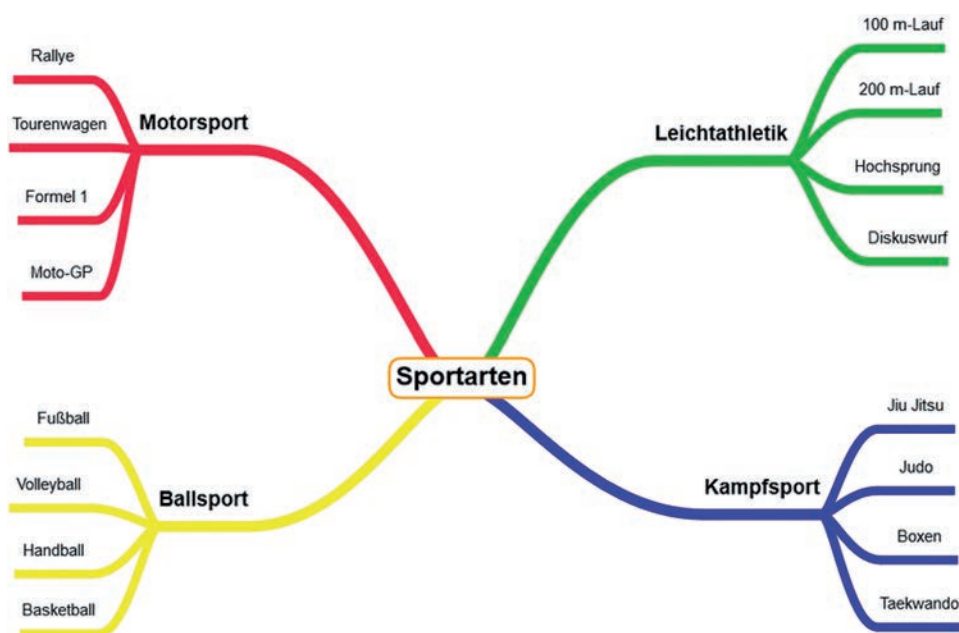 Motorsport
Rallye
Tourenwagen
Formel 1
Moto-GP
Leichtathletik
100 m-Lauf
200 m-Lauf
Hochsprung
Diskuswurf
Sportarten
Ballsport
Fußball
Volleyball
Handball
Basketball
Kampfsport
Jiu Jitsu
Judo
Boxen
Taekwando